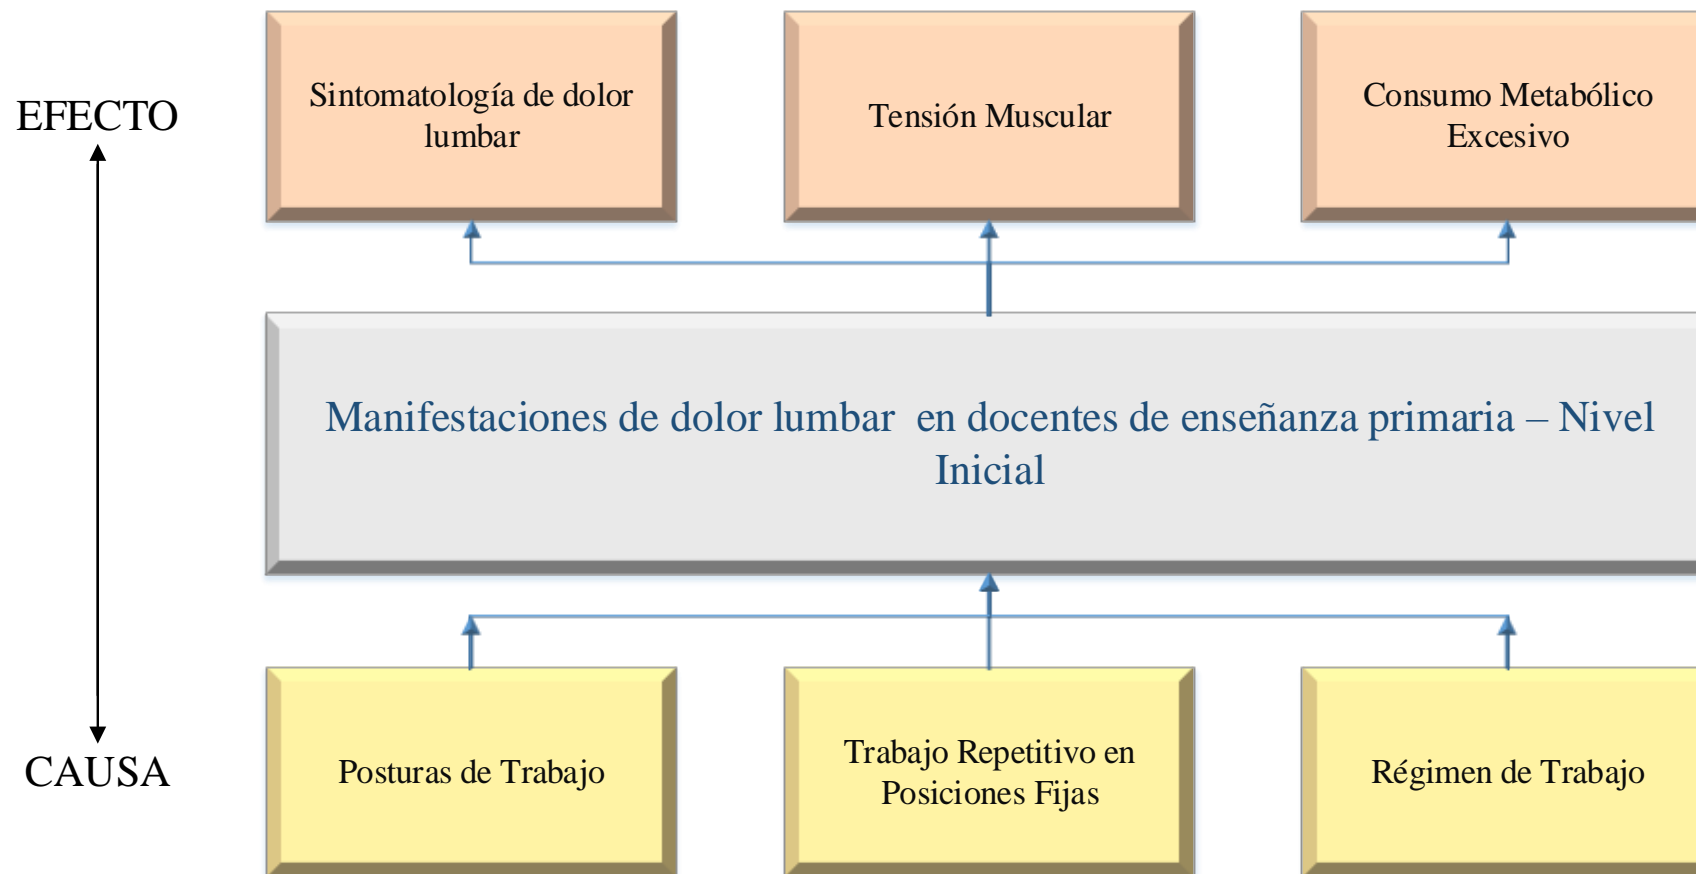 EFECTO
Sintomatología de dolor
lumbar
Tensión Muscular
Consumo Metabólico
Excesivo
Manifestaciones de dolor lumbar  en docentes de enseñanza primaria – Nivel
Inicial
CAUSA
Posturas de Trabajo
Trabajo Repetitivo en
Posiciones Fijas
Régimen de Trabajo